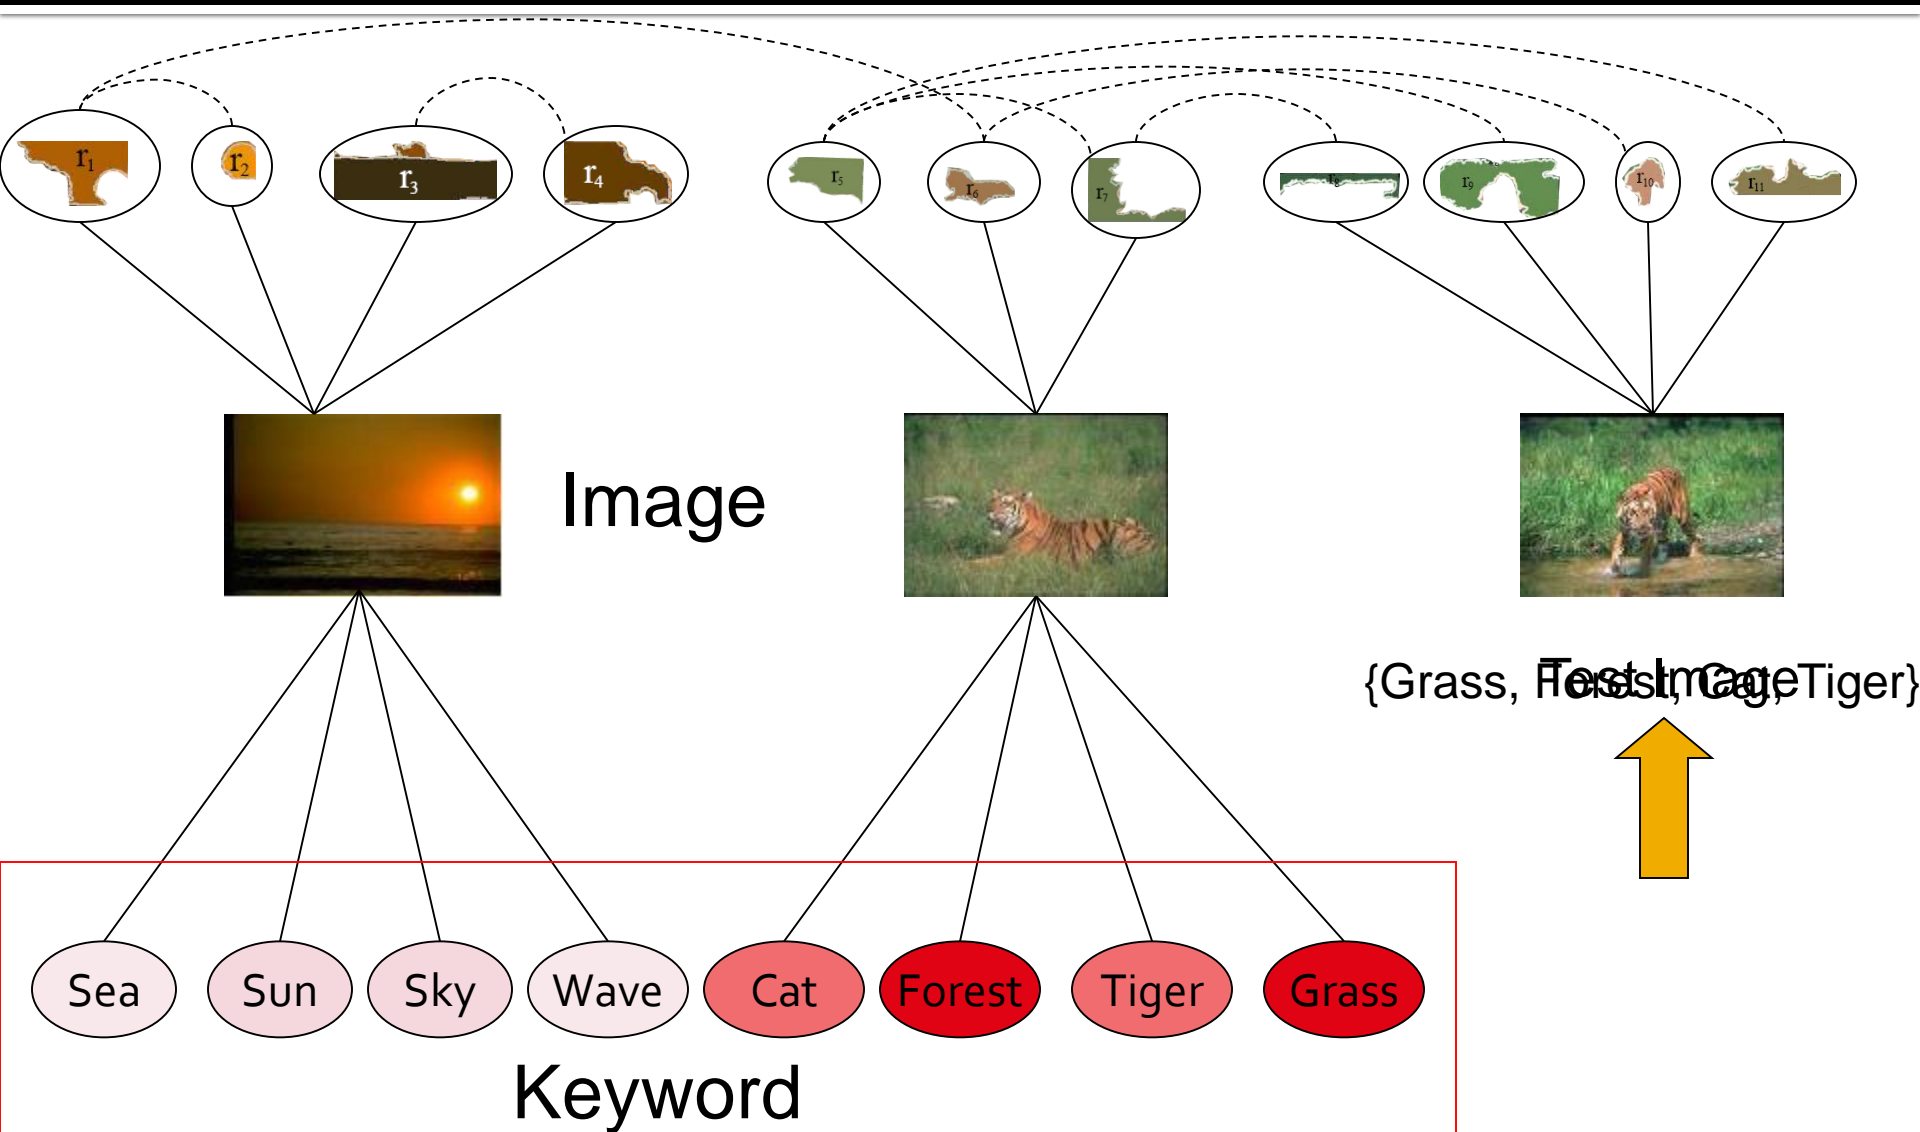 r1
r2
r3
r4
r5
r6
r7
r8
r9
r10
r11
Image
{Grass, Forest, Cat, Tiger}
Test Image
Sea
Sun
Sky
Wave
Cat
Forest
Tiger
Grass
Keyword